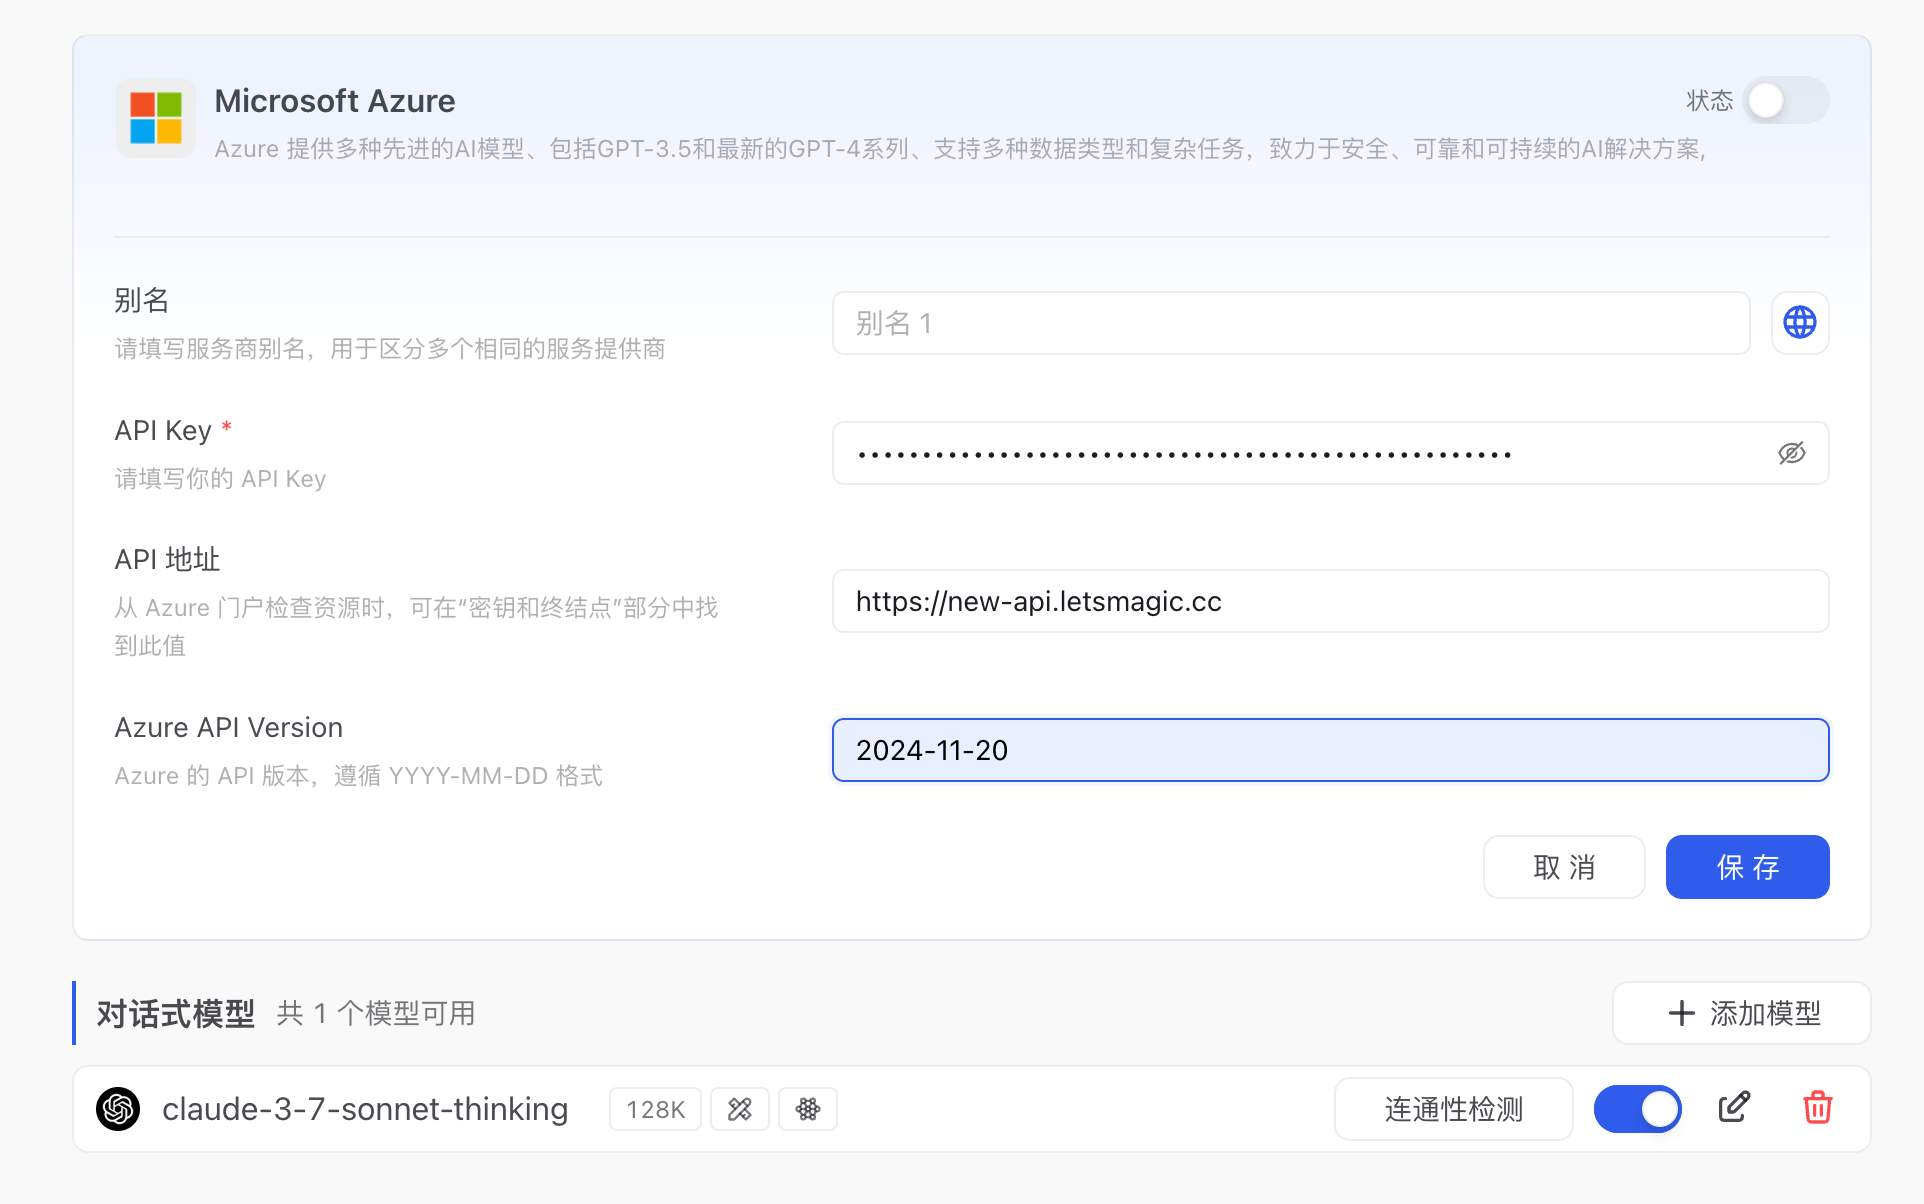 Microsoft Azure
状态
Azure 提供多种先进的AI模型、包括GPT-3.5和最新的GPT-4系列、支持多种数据类型和复杂任务，致力于安全、可靠和可持续的AI解决方案,
别名
别名 1
请填写服务商别名，用于区分多个相同的服务提供商
API Key *
请填写你的 API Key
••••••••••••••••••••••••••••••••••••••••••••••••••• 
API 地址
从 Azure 门户检查资源时，可在“密钥和终结点”部分中找
到此值
https://new-api.letsmagic.cc
Azure API Version
2024-11-20
Azure 的 API 版本，遵循 YYYY-MM-DD 格式
取 消
保 存
对话式模型 共 1 个模型可用
添加模型
claude-3-7-sonnet-thinking
128K
连通性检测